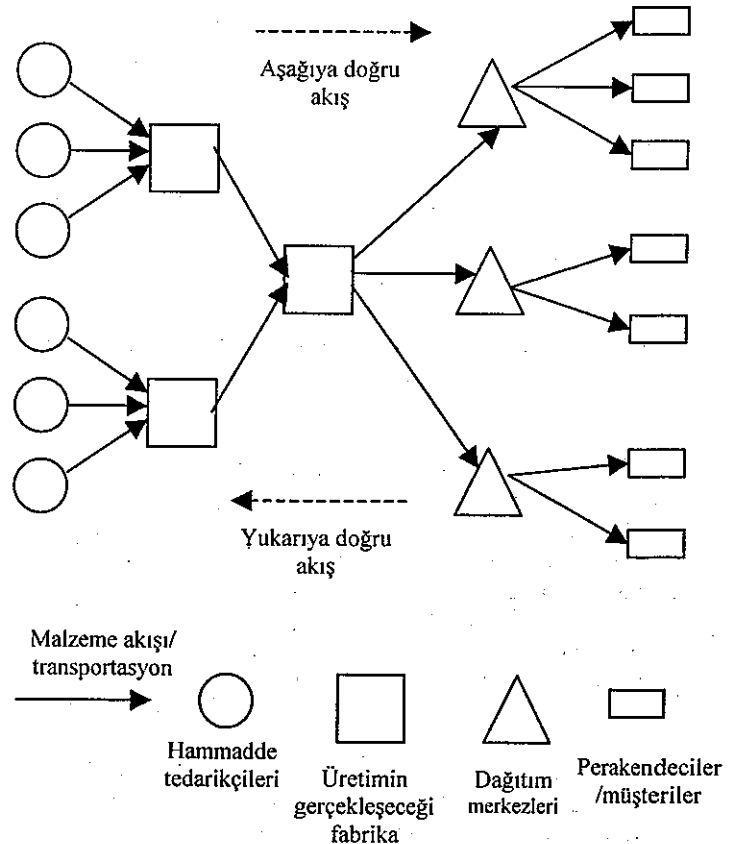 Aşağıya doğru
akış
Yukarıya doğru
akış
Malzeme akışı/
transportasyon
Hammadde
tedarikçileri
Üretimin
gerçekleşeceği
fabrika
Dağıtım
merkezleri
Perakendeciler
/müşteriler